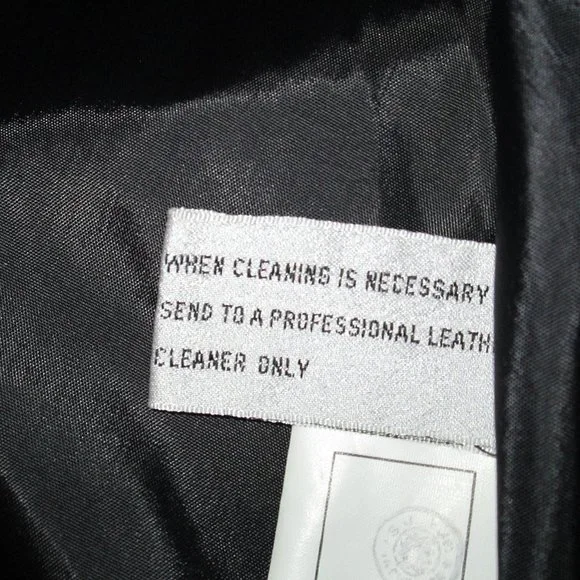 WHEN CLEANING IS NECESSARY
SEND TO A PROFESSIONAL LEATH
CLEANER ONLY